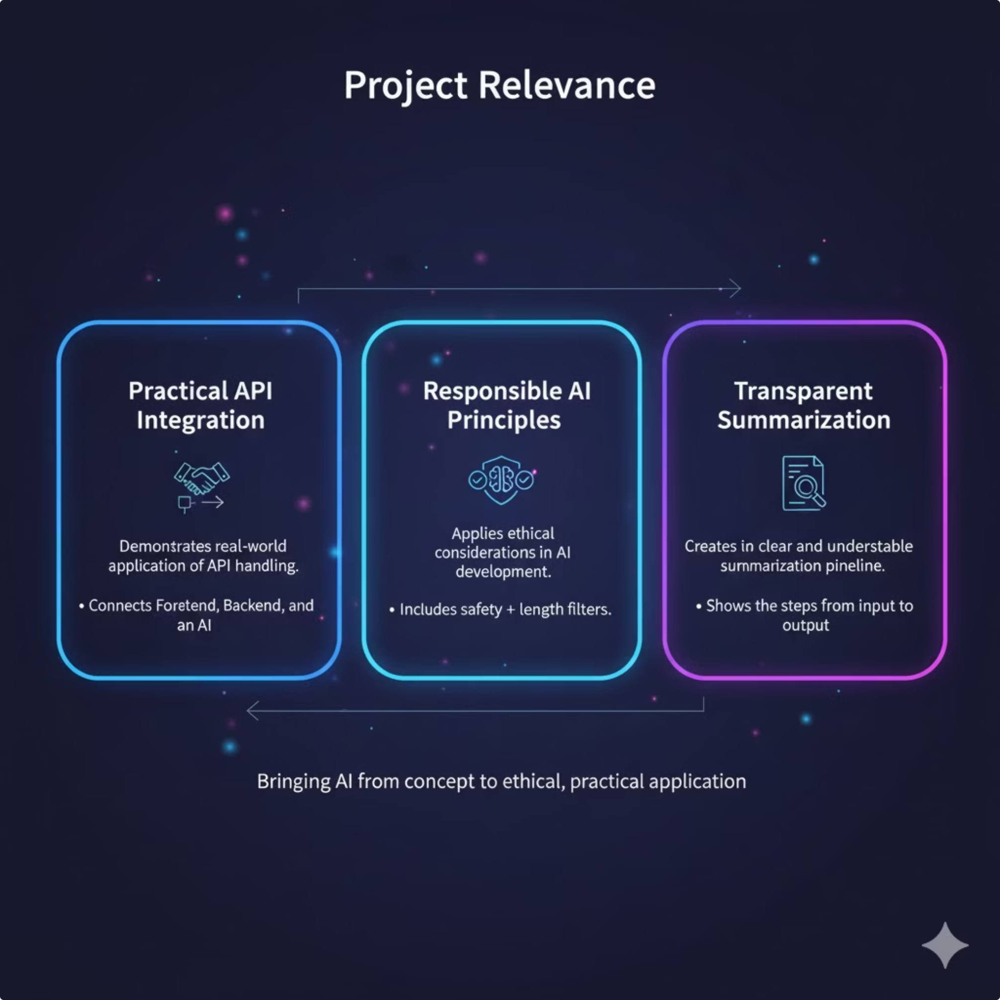 Project Relevance
Practical API
Integration
Demonstrates real-world
application of API handling.
• Connects Foretend, Backend, and
an AI
Responsible AI
Principles
Applies ethical
considerations in AI
development.
• Includes safety + length filters.
Transparent
Summarization
Creates in clear and understable
summarization pineline.
• Shows the steps from input to
output
Bringing AI from concept to ethical, practical application